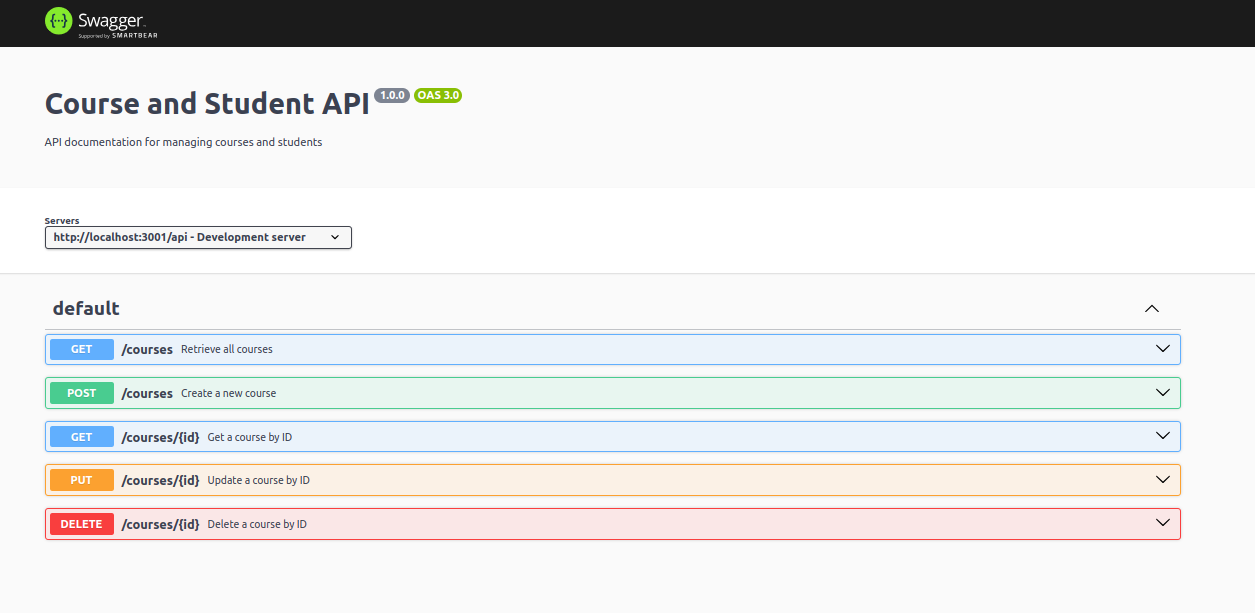 {···} Swagger
Supported by SMARTBEAR
Course and Student API 1.0.0 OAS 3.0
API documentation for managing courses and students
Servers
http://localhost:3001/api - Development server
default
GET /courses Retrieve all courses
POST /courses Create a new course
GET /courses/{id} Get a course by ID
PUT /courses/{id} Update a course by ID
DELETE /courses/{id} Delete a course by ID